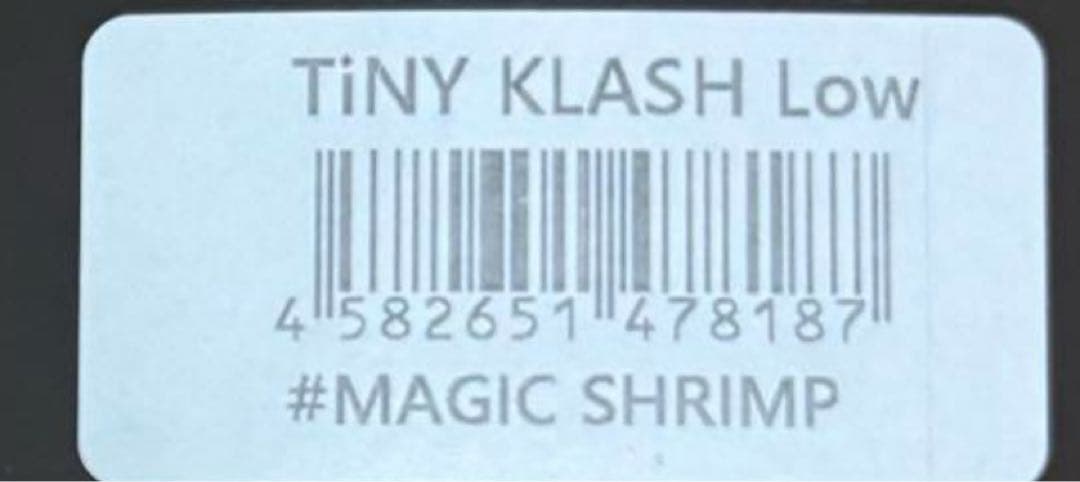 TiNY KLASH Low
4 582651 478187
#MAGIC SHRIMP